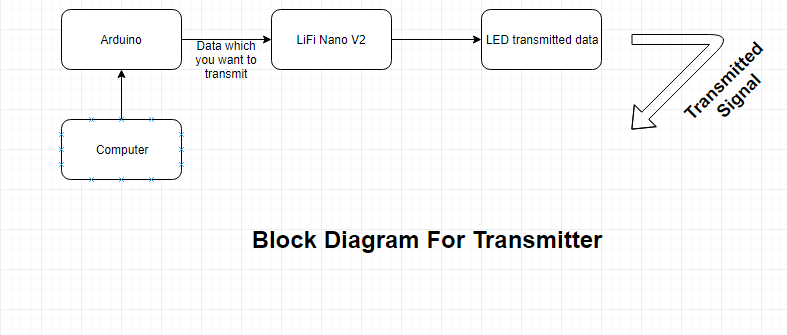 Arduino
Data which
you want to
transmit
LiFi Nano V2
LED transmitted data
Transmitted
Signal
Computer
Block Diagram For Transmitter